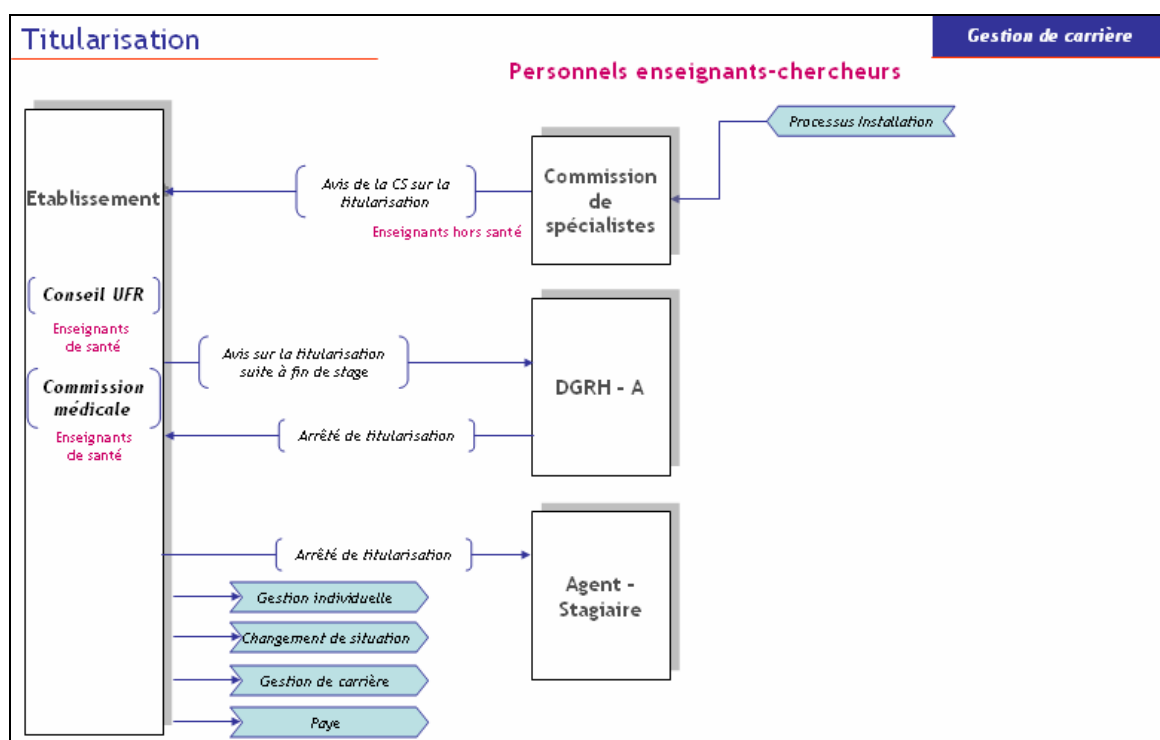 Titularisation
Gestion de carrière
Personnels enseignants-chercheurs
Processus Installation
Etablissement
Avis de la CS sur la
titularisation
Enseignants hors santé
Commission
de
spécialistes
Conseil UFR
Enseignants
de santé
Avis sur la titularisation
suite à fin de stage
DGRH - A
Commission
médicale
Enseignants
de santé
Arrêté de titularisation
Arrêté de titularisation
Agent -
Stagiaire
Gestion individuelle
Changement de situation
Gestion de carrière
Paye